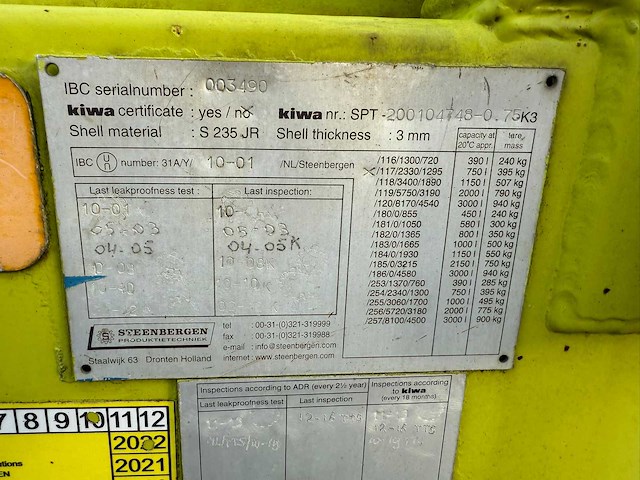 IBC serialnumber : 003490
kiwa certificate : yes / no kiwa nr.: SPT -200104748-0.75K3
Shell material : S 235 JR Shell thickness : 3 mm
capacity at 20°C appr. tare mass
IBC un number: 31A/Y/ 10-01 /NL/Steenbergen
/116/1300/720 390 l 240 kg
/117/2330/1295 750 l 395 kg
/118/3400/1890 1150 l 507 kg
/119/5750/3190 2000 l 790 kg
/120/8170/4540 3000 l 940 kg
/180/0/855 450 l 240 kg
/181/0/1050 580 l 300 kg
/182/0/1365 800 l 350 kg
/183/0/1665 1000 l 500 kg
/184/0/1930 1150 l 550 kg
/185/0/3215 2150 l 750 kg
/186/0/4580 3000 l 940 kg
/253/1370/760 390 l 285 kg
/254/2340/1300 750 l 395 kg
/255/3060/1700 1000 l 495 kg
/256/5720/3180 2000 l 775 kg
/257/8100/4500 3000 l 900 kg
Last leakproofness test : Last inspection:
10-01 10-
05-03 05-03
04-05 04-05K
STEENBERGEN
PRODUKTIETECHNIEK
Staalwijk 63 Dronten Holland
tel : 00-31-(0)321-319999
fax : 00-31-(0)321-319988
e-mail : info@steenbergen.com
internet : www.steenbergen.com
Inspections according to ADR (every 2½ year)
Inspections according to kiwa (every 18 months)
Last leakproofness test Last inspection
7 8 9 10 11 12
2022
2021